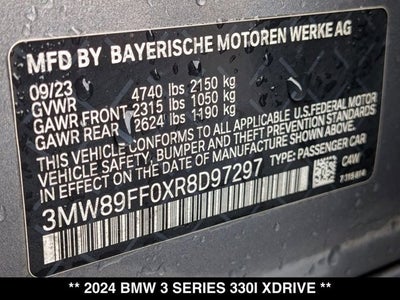 MFD BY BAYERISCHE MOTOREN WERKE AG
09/23
GVWR 4740 lbs 2150 kg
GAWR FRONT 2315 lbs 1050 kg
GAWR REAR 2624 lbs 1190 kg
THIS VEHICLE CONFORMS TO ALL APPLICABLE U.S. FEDERAL MOTOR
VEHICLE SAFETY, BUMPER, AND THEFT PREVENTION STANDARDS
IN EFFECT ON THE DATE OF MANUFACTURE SHOWN ABOVE.
3MW89FF0XR8D97297 TYPE: PASSENGER CAR
C4W
** 2024 BMW 3 SERIES 330I XDRIVE **